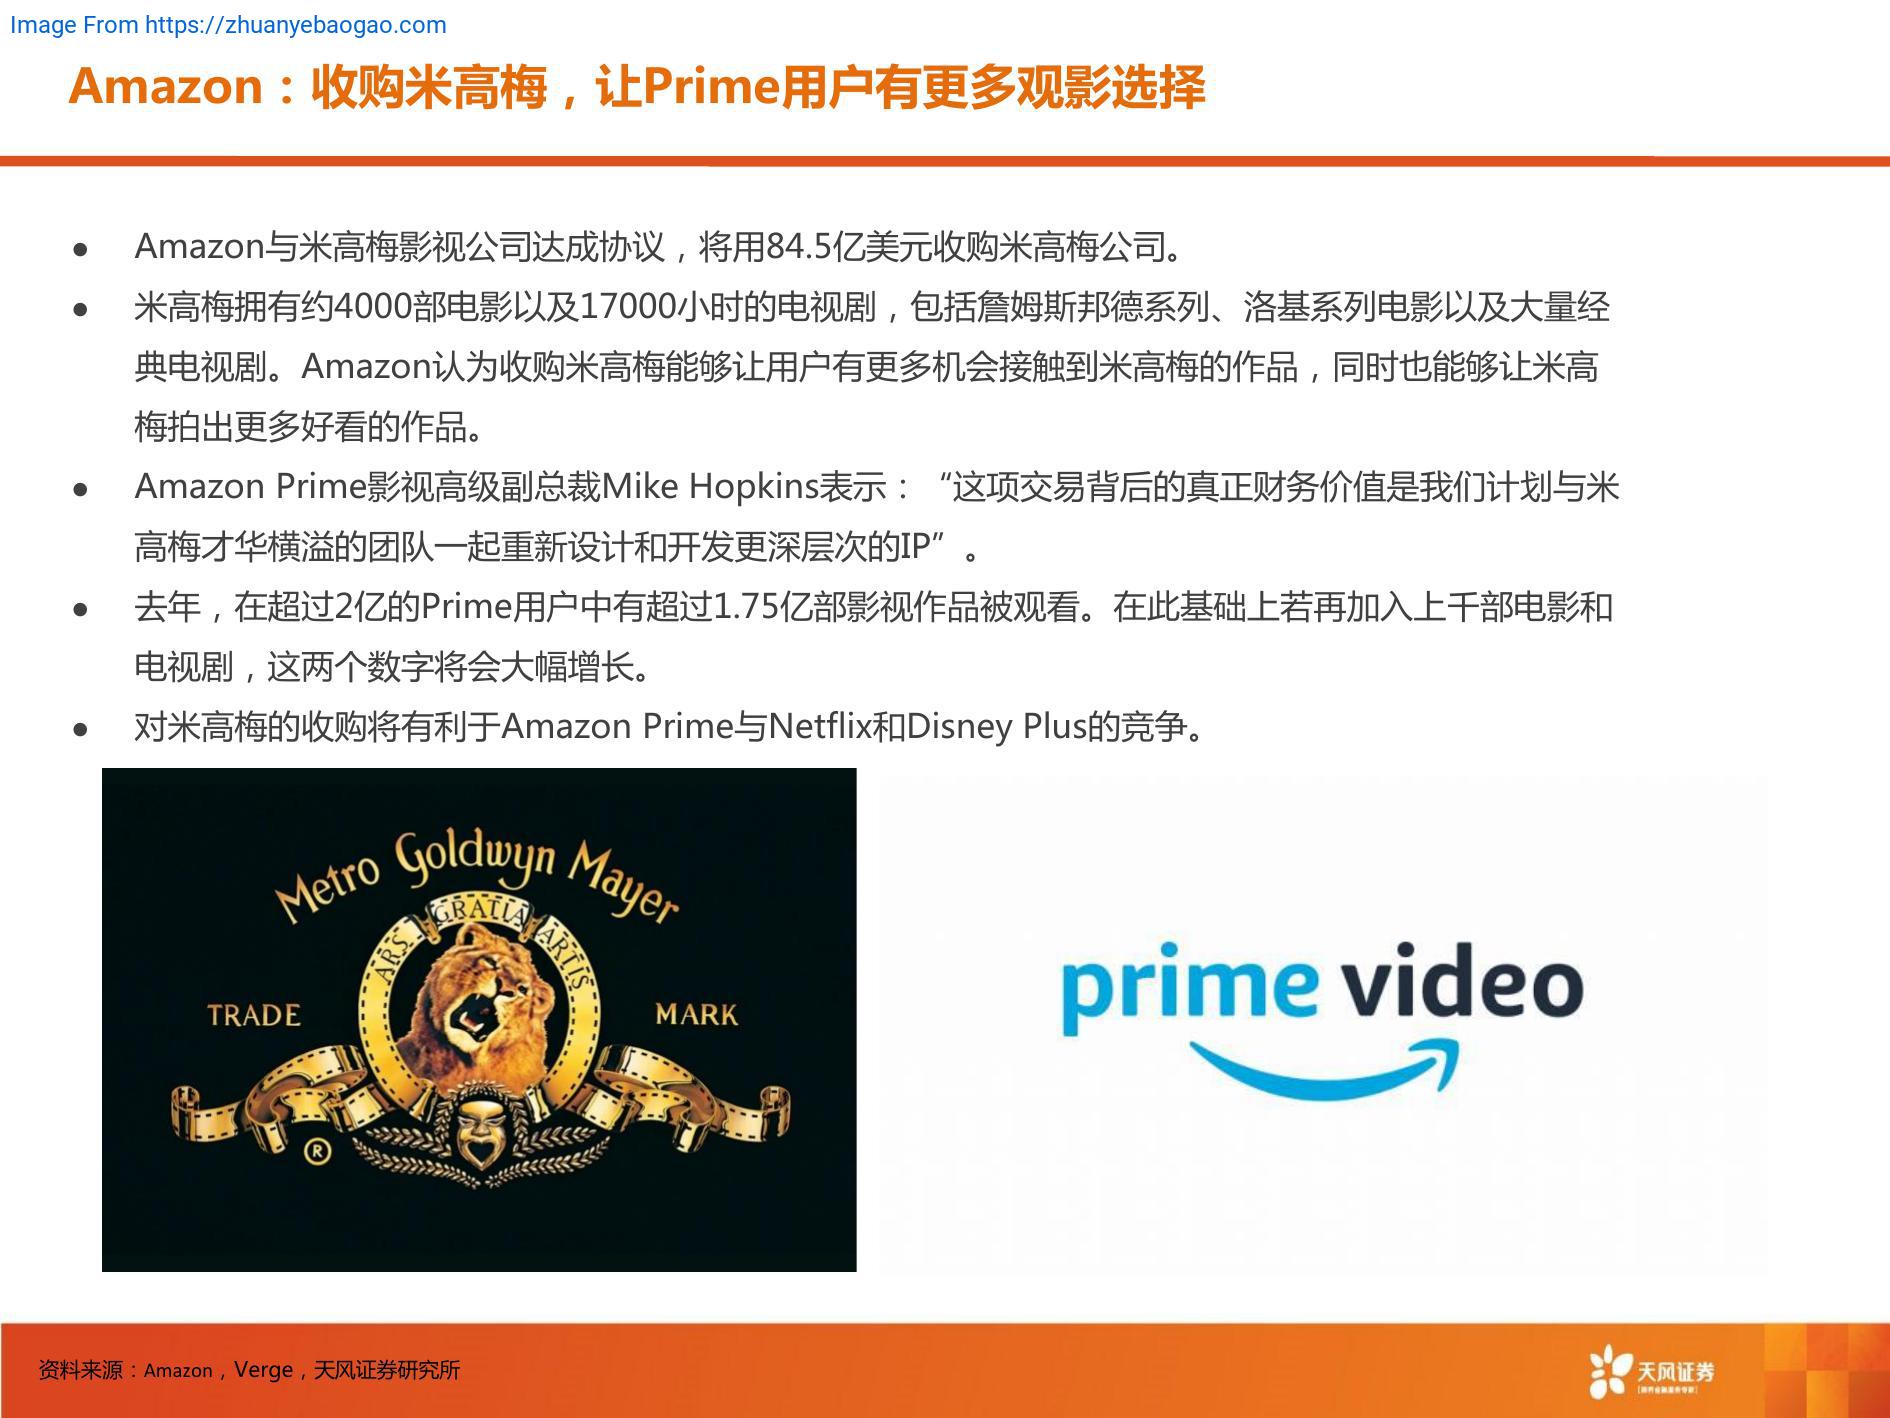 Image From https://zhuanyebaogao.com
Amazon：收购米高梅，让Prime用户有更多观影选择
● Amazon与米高梅影视公司达成协议，将用84.5亿美元收购米高梅公司。
● 米高梅拥有约4000部电影以及17000小时的电视剧，包括詹姆斯邦德系列、洛基系列电影以及大量经
典电视剧。Amazon认为收购米高梅能够让用户有更多机会接触到米高梅的作品，同时也能够让米高
梅拍出更多好看的作品。
● Amazon Prime影视高级副总裁Mike Hopkins表示：“这项交易背后的真正财务价值是我们计划与米
高梅才华横溢的团队一起重新设计和开发更深层次的IP”。
● 去年，在超过2亿的Prime用户中有超过1.75亿部影视作品被观看。在此基础上若再加入上千部电影和
电视剧，这两个数字将会大幅增长。
● 对米高梅的收购将有利于Amazon Prime与Netflix和Disney Plus的竞争。
Metro Goldwyn Mayer
ARS GRATIA ARTIS
TRADE MARK
®
prime video
资料来源：Amazon，Verge，天风证券研究所
天风证券